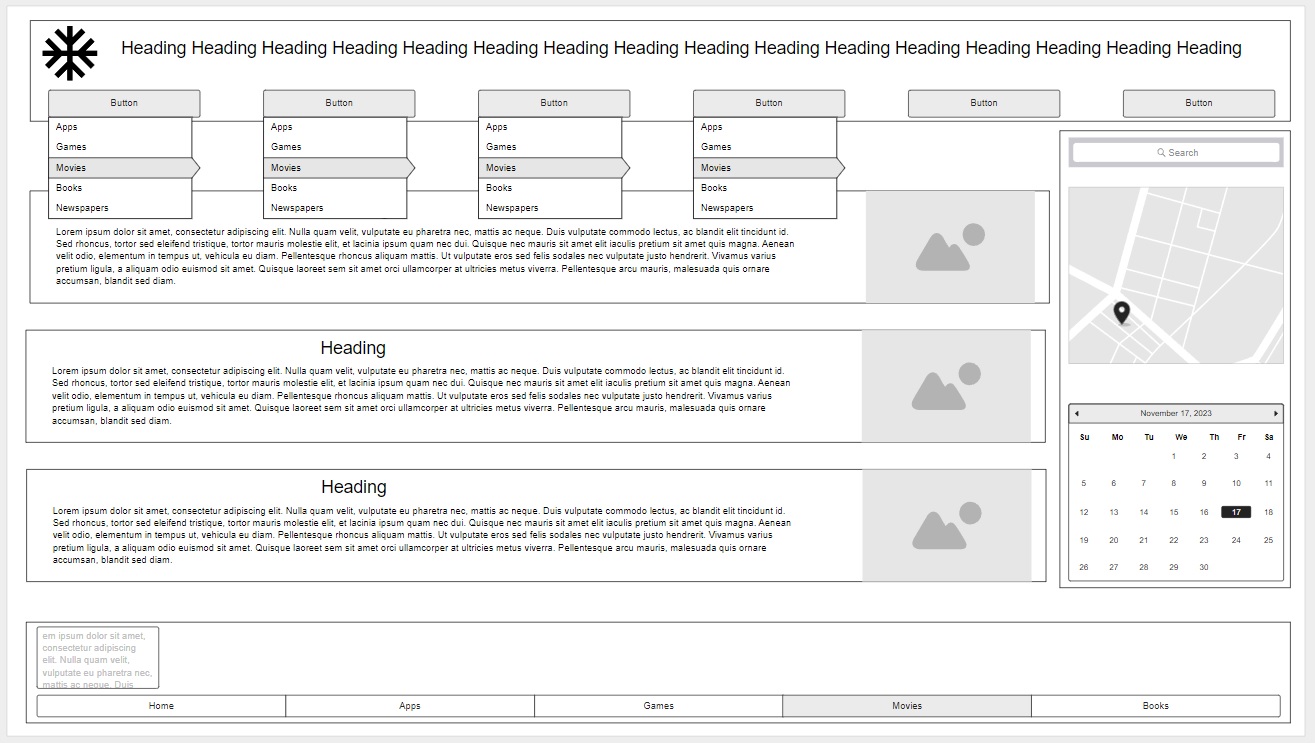 Heading Heading Heading Heading Heading Heading Heading Heading Heading Heading Heading Heading Heading Heading Heading Heading
Button Button Button Button Button Button
Apps Apps Apps Apps
Games Games Games Games
Movies Movies Movies Movies
Books Books Books Books
Newspapers Newspapers Newspapers Newspapers
Lorem ipsum dolor sit amet, consectetur adipiscing elit. Nulla quam velit, vulputate eu pharetra nec, mattis ac neque. Duis vulputate commodo lectus, ac blandit elit tincidunt id.
Sed rhoncus, tortor sed eleifend tristique, tortor mauris molestie elit, et lacinia ipsum quam nec dui. Quisque nec mauris sit amet elit iaculis pretium sit amet quis magna. Aenean
velit odio, elementum in tempus ut, vehicula eu diam. Pellentesque rhoncus aliquam mattis. Ut vulputate eros sed felis sodales nec vulputate justo hendrerit. Vivamus varius
pretium ligula, a aliquam odio euismod sit amet. Quisque laoreet sem sit amet orci ullamcorper at ultricies metus viverra. Pellentesque arcu mauris, malesuada quis ornare
accumsan, blandit sed diam.
Heading
Lorem ipsum dolor sit amet, consectetur adipiscing elit. Nulla quam velit, vulputate eu pharetra nec, mattis ac neque. Duis vulputate commodo lectus, ac blandit elit tincidunt id.
Sed rhoncus, tortor sed eleifend tristique, tortor mauris molestie elit, et lacinia ipsum quam nec dui. Quisque nec mauris sit amet elit iaculis pretium sit amet quis magna. Aenean
velit odio, elementum in tempus ut, vehicula eu diam. Pellentesque rhoncus aliquam mattis. Ut vulputate eros sed felis sodales nec vulputate justo hendrerit. Vivamus varius
pretium ligula, a aliquam odio euismod sit amet. Quisque laoreet sem sit amet orci ullamcorper at ultricies metus viverra. Pellentesque arcu mauris, malesuada quis ornare
accumsan, blandit sed diam.
Heading
Lorem ipsum dolor sit amet, consectetur adipiscing elit. Nulla quam velit, vulputate eu pharetra nec, mattis ac neque. Duis vulputate commodo lectus, ac blandit elit tincidunt id.
Sed rhoncus, tortor sed eleifend tristique, tortor mauris molestie elit, et lacinia ipsum quam nec dui. Quisque nec mauris sit amet elit iaculis pretium sit amet quis magna. Aenean
velit odio, elementum in tempus ut, vehicula eu diam. Pellentesque rhoncus aliquam mattis. Ut vulputate eros sed felis sodales nec vulputate justo hendrerit. Vivamus varius
pretium ligula, a aliquam odio euismod sit amet. Quisque laoreet sem sit amet orci ullamcorper at ultricies metus viverra. Pellentesque arcu mauris, malesuada quis ornare
accumsan, blandit sed diam.
Search
November 17, 2023
Su Mo Tu We Th Fr Sa
1 2 3 4
5 6 7 8 9 10 11
12 13 14 15 16 17 18
19 20 21 22 23 24 25
26 27 28 29 30
em ipsum dolor sit amet,
consectetur adipiscing
elit. Nulla quam velit,
vulputate eu pharetra nec,
mattis ac neque. Duis
Home Apps Games Movies Books